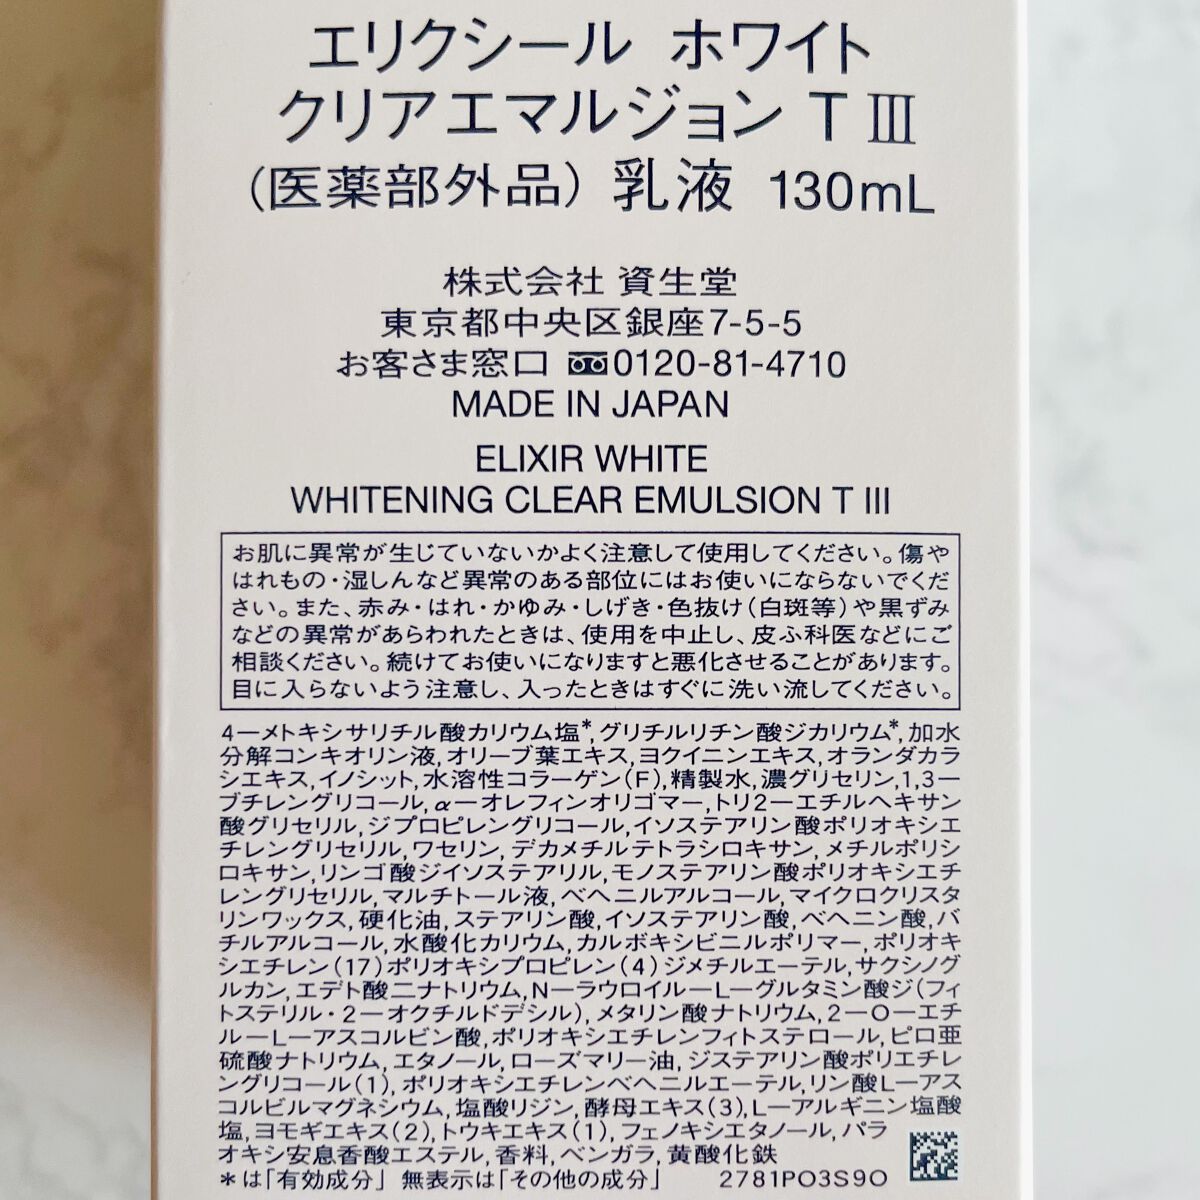 エリクシール ホワイト
クリアエマルジョン T Ⅲ
(医薬部外品) 乳液 130mL
株式会社 資生堂
東京都中央区銀座7-5-5
お客さま窓口 0120-81-4710
MADE IN JAPAN
ELIXIR WHITE
WHITENING CLEAR EMULSION T III
お肌に異常が生じていないかよく注意して使用してください。傷や
はれもの・湿しんなど異常のある部位にはお使いにならないでくだ
さい。また、赤み・はれ・かゆみ・しげき・色抜け(白斑等)や黒ずみ
などの異常があらわれたときは、使用を中止し、皮ふ科医などにご
相談ください。続けてお使いになりますと悪化させることがあります。
目に入らないよう注意し、入ったときはすぐに洗い流してください。
4-メトキシサリチル酸カリウム塩*,グリチルリチン酸ジカリウム*,加水
分解コンキオリン液,オリーブ葉エキス,ヨクイニンエキス,オランダカラ
シエキス,イノシット,水溶性コラーゲン(F),精製水,濃グリセリン,1,3-
ブチレングリコール,α-オレフィンオリゴマー,トリ2-エチルヘキサン
酸グリセリル,ジプロピレングリコール,イソステアリン酸ポリオキシエ
チレングリセリル,ワセリン,デカメチルテトラシロキサン,メチルポリシ
ロキサン,リンゴ酸ジイソステアリル,モノステアリン酸ポリオキシエチ
レングリセリル,マルチトール液,ベヘニルアルコール,マイクロクリスタ
リンワックス,硬化油,ステアリン酸,イソステアリン酸,ベヘニン酸,バ
チルアルコール,水酸化カリウム,カルボキシビニルポリマー,ポリオキ
シエチレン(17)ポリオキシプロピレン(4)ジメチルエーテル,サクシノグ
ルカン,エデト酸二ナトリウム,N-ラウロイル-L-グルタミン酸ジ(フィ
トステリル・2-オクチルドデシル),メタリン酸ナトリウム,2-O-エチ
ル-L-アスコルビン酸,ポリオキシエチレンフィトステロール,ピロ亜
硫酸ナトリウム,エタノール,ローズマリー油,ジステアリン酸ポリエチレ
ングリコール(1),ポリオキシエチレンベヘニルエーテル,リン酸L-アス
コルビルマグネシウム,塩酸リジン,酵母エキス(3),L-アルギニン塩酸
塩,ヨモギエキス(2),トウキエキス(1),フェノキシエタノール,パラ
オキシ安息香酸エステル,香料,ベンガラ,黄酸化鉄
*は「有効成分」 無表示は「その他の成分」 2781PO3S9O